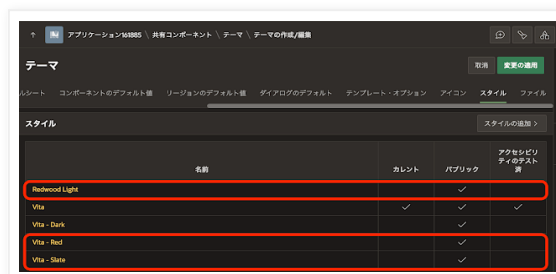 アプリケーション161885 \ 共有コンポーネント \ テーマ \ テーマの作成/編集
テーマ
取消
変更の適用
ルシート コンポーネントのデフォルト値 リージョンのデフォルト値 ダイアログのデフォルト テンプレート・オプション アイコン スタイル ファイル
スタイル
スタイルの追加 >
名前 カレント パブリック アクセシビリティのテスト済
Redwood Light
Vita
Vita - Dark
Vita - Red
Vita - Slate